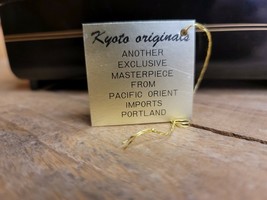 Kyoto originals
ANOTHER
EXCLUSIVE
MASTERPIECE
FROM
PACIFIC ORIENT
IMPORTS
PORTLAND